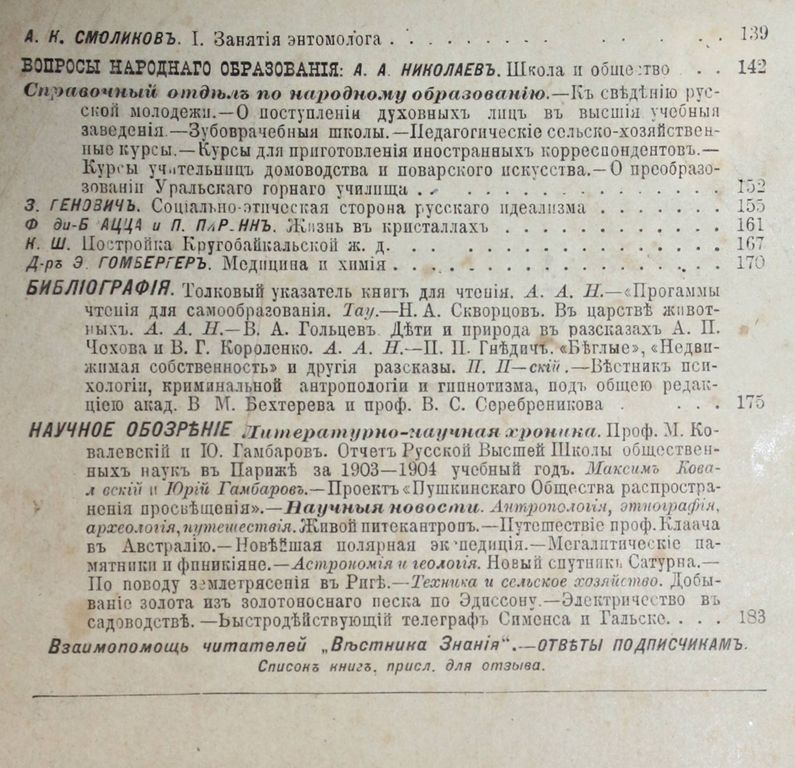 А. К. СМОЛИКОВЪ. I. Занятія энтомолога . . . . . . . . . . . . . 139
ВОПРОСЫ НАРОДНАГО ОБРАЗОВАНІЯ: А. А. НИКОЛАЕВЪ. Школа и общество . . 142
Справочный отдѣлъ по народному образованію.—Къ свѣдѣнію рус-
ской молодежи.—О поступленіи духовныхъ лицъ въ высшія учебныя
заведенія.—Зубоврачебныя школы.—Педагогическіе сельско-хозяйствен-
ные курсы.—Курсы для приготовленія иностранныхъ корреспондентовъ.—
Курсы учительницъ домоводства и поварского искусства.—О преобразо-
зованіи Уральскаго горнаго училища . . . . . . . . . . . . . . . 152
З. ГЕНОВИЧЪ. Соціально-этическая сторона русскаго идеализма . . . . . . . . 155
Ф ди-Б АЦЦА и П. ПАР-ННЪ. Жизнь въ кристаллахъ . . . . . . . . . . . 161
К. Ш. Постройка Кругобайкальской ж. д. . . . . . . . . . . . . . . 167
Д-ръ Э. ГОМБЕРГЕРЪ. Медицина и химія . . . . . . . . . . . . . . 170
БИБЛІОГРАФІЯ. Толковый указатель книгъ для чтенія. А. А. Н.—«Прогаммы
чтенія для самообразованія. Тау.—Н. А. Скворцовъ. Въ царствѣ живот-
ныхъ. А. А. Н.—В. А. Гольцевъ. Дѣти и природа въ разсказахъ А. П.
Чехова и В. Г. Короленко. А. А. Н.—П. П. Гнѣдичъ. «Бѣглые», «Недви-
жимая собственность» и другія разсказы. П. П—скій.—Вѣстникъ пси-
хологіи, криминальной антропологіи и гипнотизма, подъ общею редак-
ціею акад. В М. Бехтерева и проф. В. С. Серебреникова . . . . 175
НАУЧНОЕ ОБОЗРѢНІЕ Литературно-научная хроника. Проф. М. Ко-
валевскій и Ю. Гамбаровъ. Отчетъ Русской Высшей Школы обществен-
ныхъ наукъ въ Парижѣ за 1903—1904 учебный годъ. Максимъ Кова-
л вскій и Юрій Гамбаровъ.—Проектъ «Пушкинскаго Общества распростра-
ненія просвѣщенія».—Научныя новости. Антропологія, этнографія,
археологія, путешествія. Живой питекантропъ.—Путешествіе проф. Клаача
въ Австралію.—Новѣйшая полярная экспедиція.—Мегалитическіе па-
мятники и финикіяне.—Астрономія и геологія. Новый спутникъ Сатурна.—
По поводу землетрясенія въ Ригѣ.—Техника и сельское хозяйство. Добы-
ваніе золота изъ золотоноснаго песка по Эдиссону.—Электричество въ
садоводствѣ.—Быстродѣйствующій телеграфъ Сименса и Гальске. . . . 183
Взаимопомощь читателей „Вѣстника Знанія“.—ОТВѢТЫ ПОДПИСЧИКАМЪ.
Списокъ книгъ, присл. для отзыва.